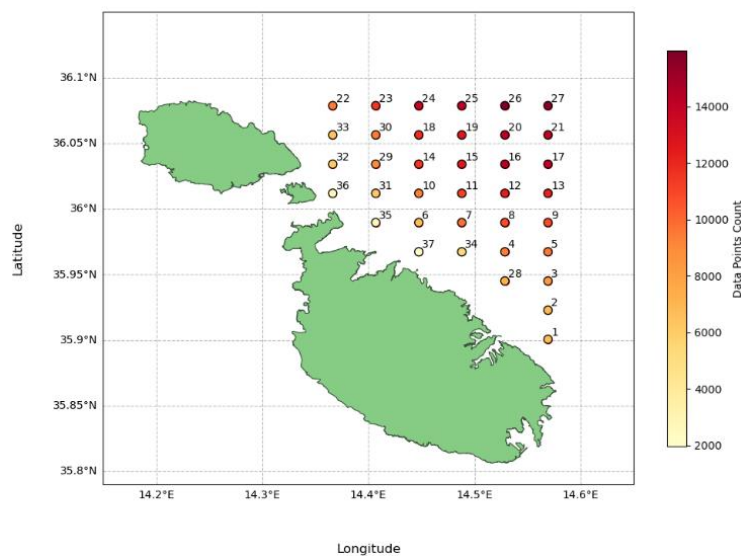 36.1°N
22 23 24 25 26 27
33 30 18 19 20 21
36.05°N
32 29 14 15 16 17
36 31 10 11 12 13
36°N
35 6 7 8 9
37 34 4 5
35.95°N
28 3
2
35.9°N
1
35.85°N
35.8°N
14.2°E 14.3°E 14.4°E 14.5°E 14.6°E
Longitude
Latitude
14000
12000
10000
8000
6000
4000
2000
Data Points Count